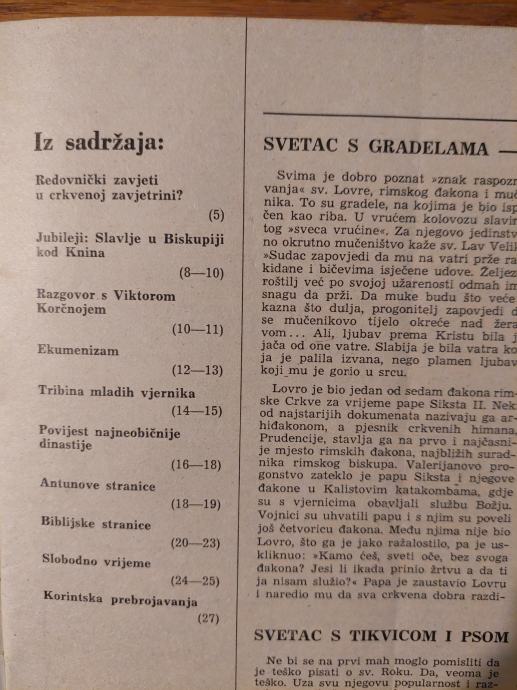 Iz sadržaja:
Redovnički zavjeti
u crkvenoj zavjetrini?
(5)
Jubileji: Slavlje u Biskupiji
kod Knina
(8—10)
Razgovor s Viktorom
Korčnojem
(10—11)
Ekumenizam
(12—13)
Tribina mladih vjernika
(14—15)
Povijest najneobičnije
dinastije
(16—18)
Antunove stranice
(18—19)
Biblijske stranice
(20—23)
Slobodno vrijeme
(24—25)
Korintska prebrojavanja
(27)
SVETAC S GRADELAMA —
Svima je dobro poznat »znak raspoz
vanja« sv. Lovre, rimskog đakona i muč
nika. To su gradele, na kojima je bio isp
čen kao riba. U vrućem kolovozu slavim
tog »sveca vrućine«. Za njegovo jedinstv
no okrutno mučeništvo kaže sv. Lav Velik
»Sudac zapovjedi da mu na vatri prže ra
kidane i bičevima isječene udove. Željez
roštilj već po svojoj užarenosti odmah im
snagu da prži. Da muke budu što veće
kazna što dulja, progonitelj zapovjedi d
se mučenikovo tijelo okreće nad žera
vom... Ali, ljubav prema Kristu bila j
jača od one vatre. Slabija je bila vatra ko
ja je palila izvana, nego plamen ljubav
koji mu je gorio u srcu.
Lovro je bio jedan od sedam đakona rim-
ske Crkve za vrijeme pape Siksta II. Nek
od najstarijih dokumenata nazivaju ga ar-
hiđakonom, a pjesnik crkvenih himana,
Prudencije, stavlja ga na prvo i najčasni-
je mjesto rimskih đakona, najbližih surad-
nika rimskog biskupa. Valerijanovo pro-
gonstvo zateklo je papu Siksta i njegove
đakone u Kalistovim katakombama, gdje
su s vjernicima obavljali službu Božju.
Vojnici su uhvatili papu i s njim su poveli
još četvoricu đakona. Među njima nije bio
Lovro, što ga je jako ražalostilo, pa je us-
kliknuo: »Kamo ćeš, sveti oče, bez svoga
đakona? Jesi li ikada prinio žrtvu a da ti
ja nisam služio?« Papa je zaustavio Lovru
i naredio mu da sva crkvena dobra razdi-
SVETAC S TIKVICOM I PSOM
Ne bi se na prvi mah moglo pomisliti da
je teško pisati o sv. Roku. Da, veoma je
teško. Uza svu njegovu popularnost i raz-